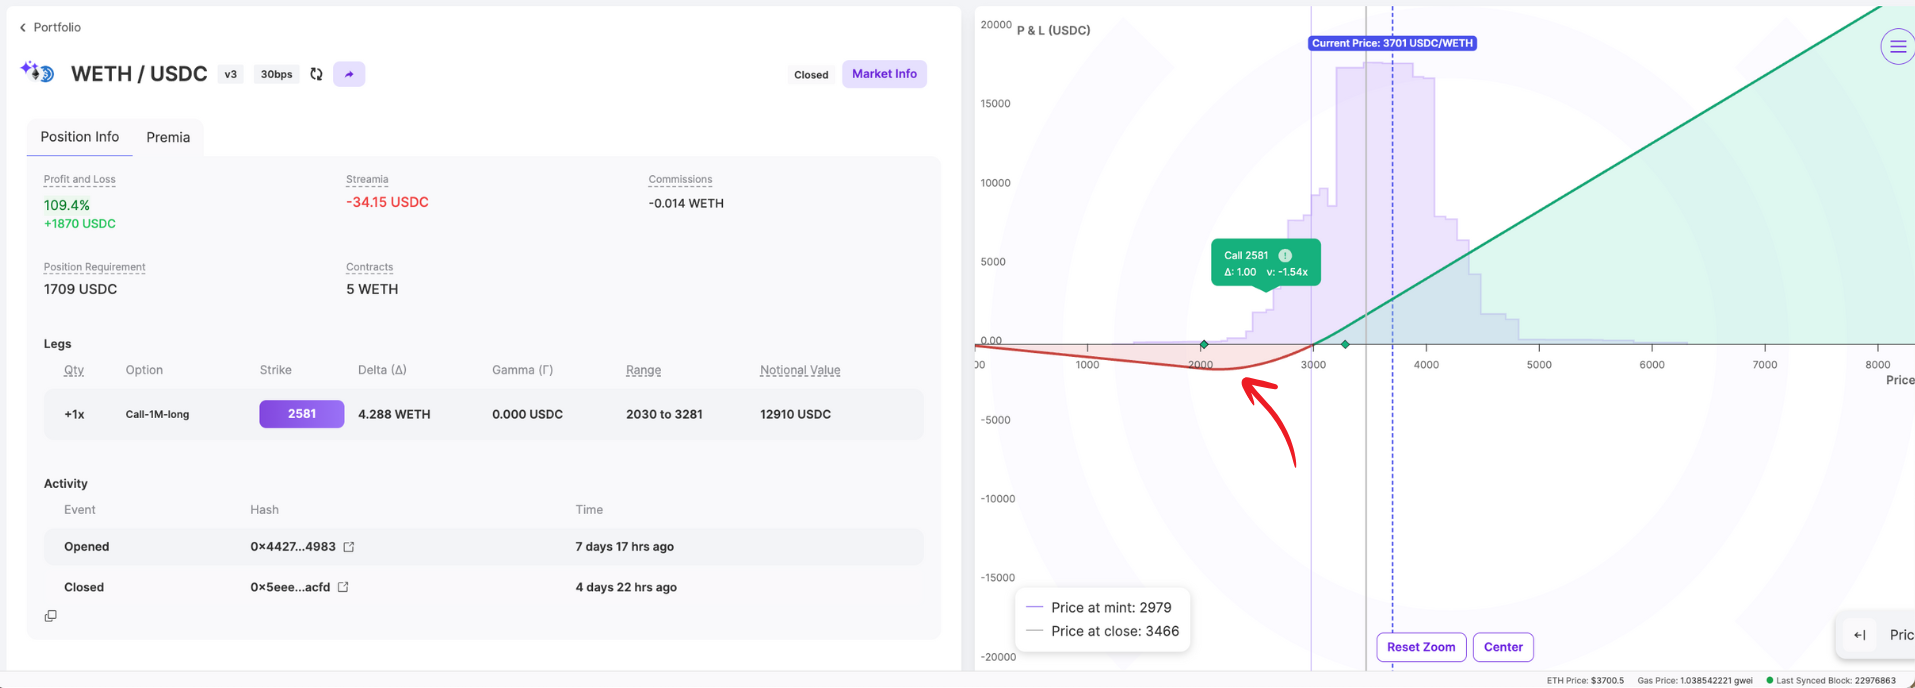 Portfolio
WETH / USDC v3 30bps Closed Market Info
Position Info Premia
Profit and Loss Streamia Commissions
109.4% -34.15 USDC -0.014 WETH
+1870 USDC
Position Requirement Contracts
1709 USDC 5 WETH
Legs
Qty Option Strike Delta (Δ) Gamma (Γ) Range Notional Value
+1x Call-1M-long 2581 4.288 WETH 0.000 USDC 2030 to 3281 12910 USDC
Activity
Event Hash Time
Opened 0x4427...4983 7 days 17 hrs ago
Closed 0x5eee...acfd 4 days 22 hrs ago
20000 P & L (USDC)
Current Price: 3701 USDC/WETH
15000
10000
5000
Call 2581 !
Δ: 1.00 v: -1.54x
0.00
00 1000 2000 3000 4000 5000 6000 7000 8000
Price
-5000
-10000
-15000
-20000
Price at mint: 2979
Price at close: 3466
Reset Zoom Center
Pric
ETH Price: $3700.5 Gas Price: 1.038542221 gwei Last Synced Block: 22976863